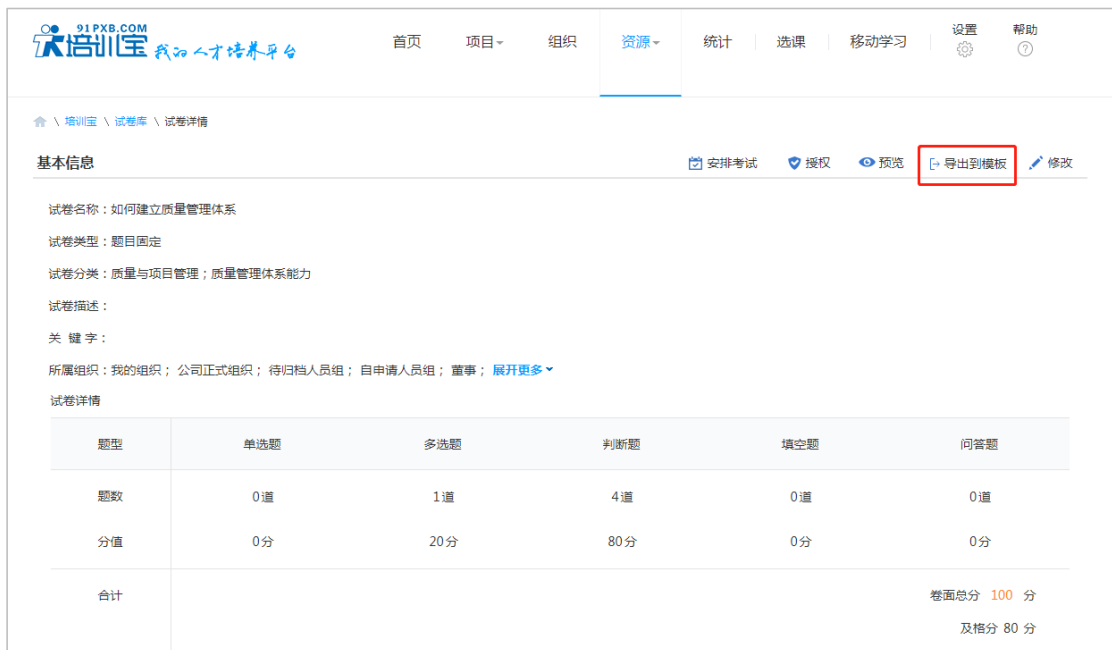 91PXB.COM
培训宝 我的人才培养平台
首页 项目 组织 资源 统计 选课 移动学习 设置 帮助
\ 培训宝 \ 试卷库 \ 试卷详情
基本信息 安排考试 授权 预览 导出到模板 修改
试卷名称：如何建立质量管理体系
试卷类型：题目固定
试卷分类：质量与项目管理；质量管理体系能力
试卷描述：
关 键 字：
所属组织：我的组织； 公司正式组织； 待归档人员组； 自申请人员组； 董事； 展开更多
试卷详情
题型 单选题 多选题 判断题 填空题 问答题
题数 0道 1道 4道 0道 0道
分值 0分 20分 80分 0分 0分
合计 卷面总分 100 分
及格分 80 分